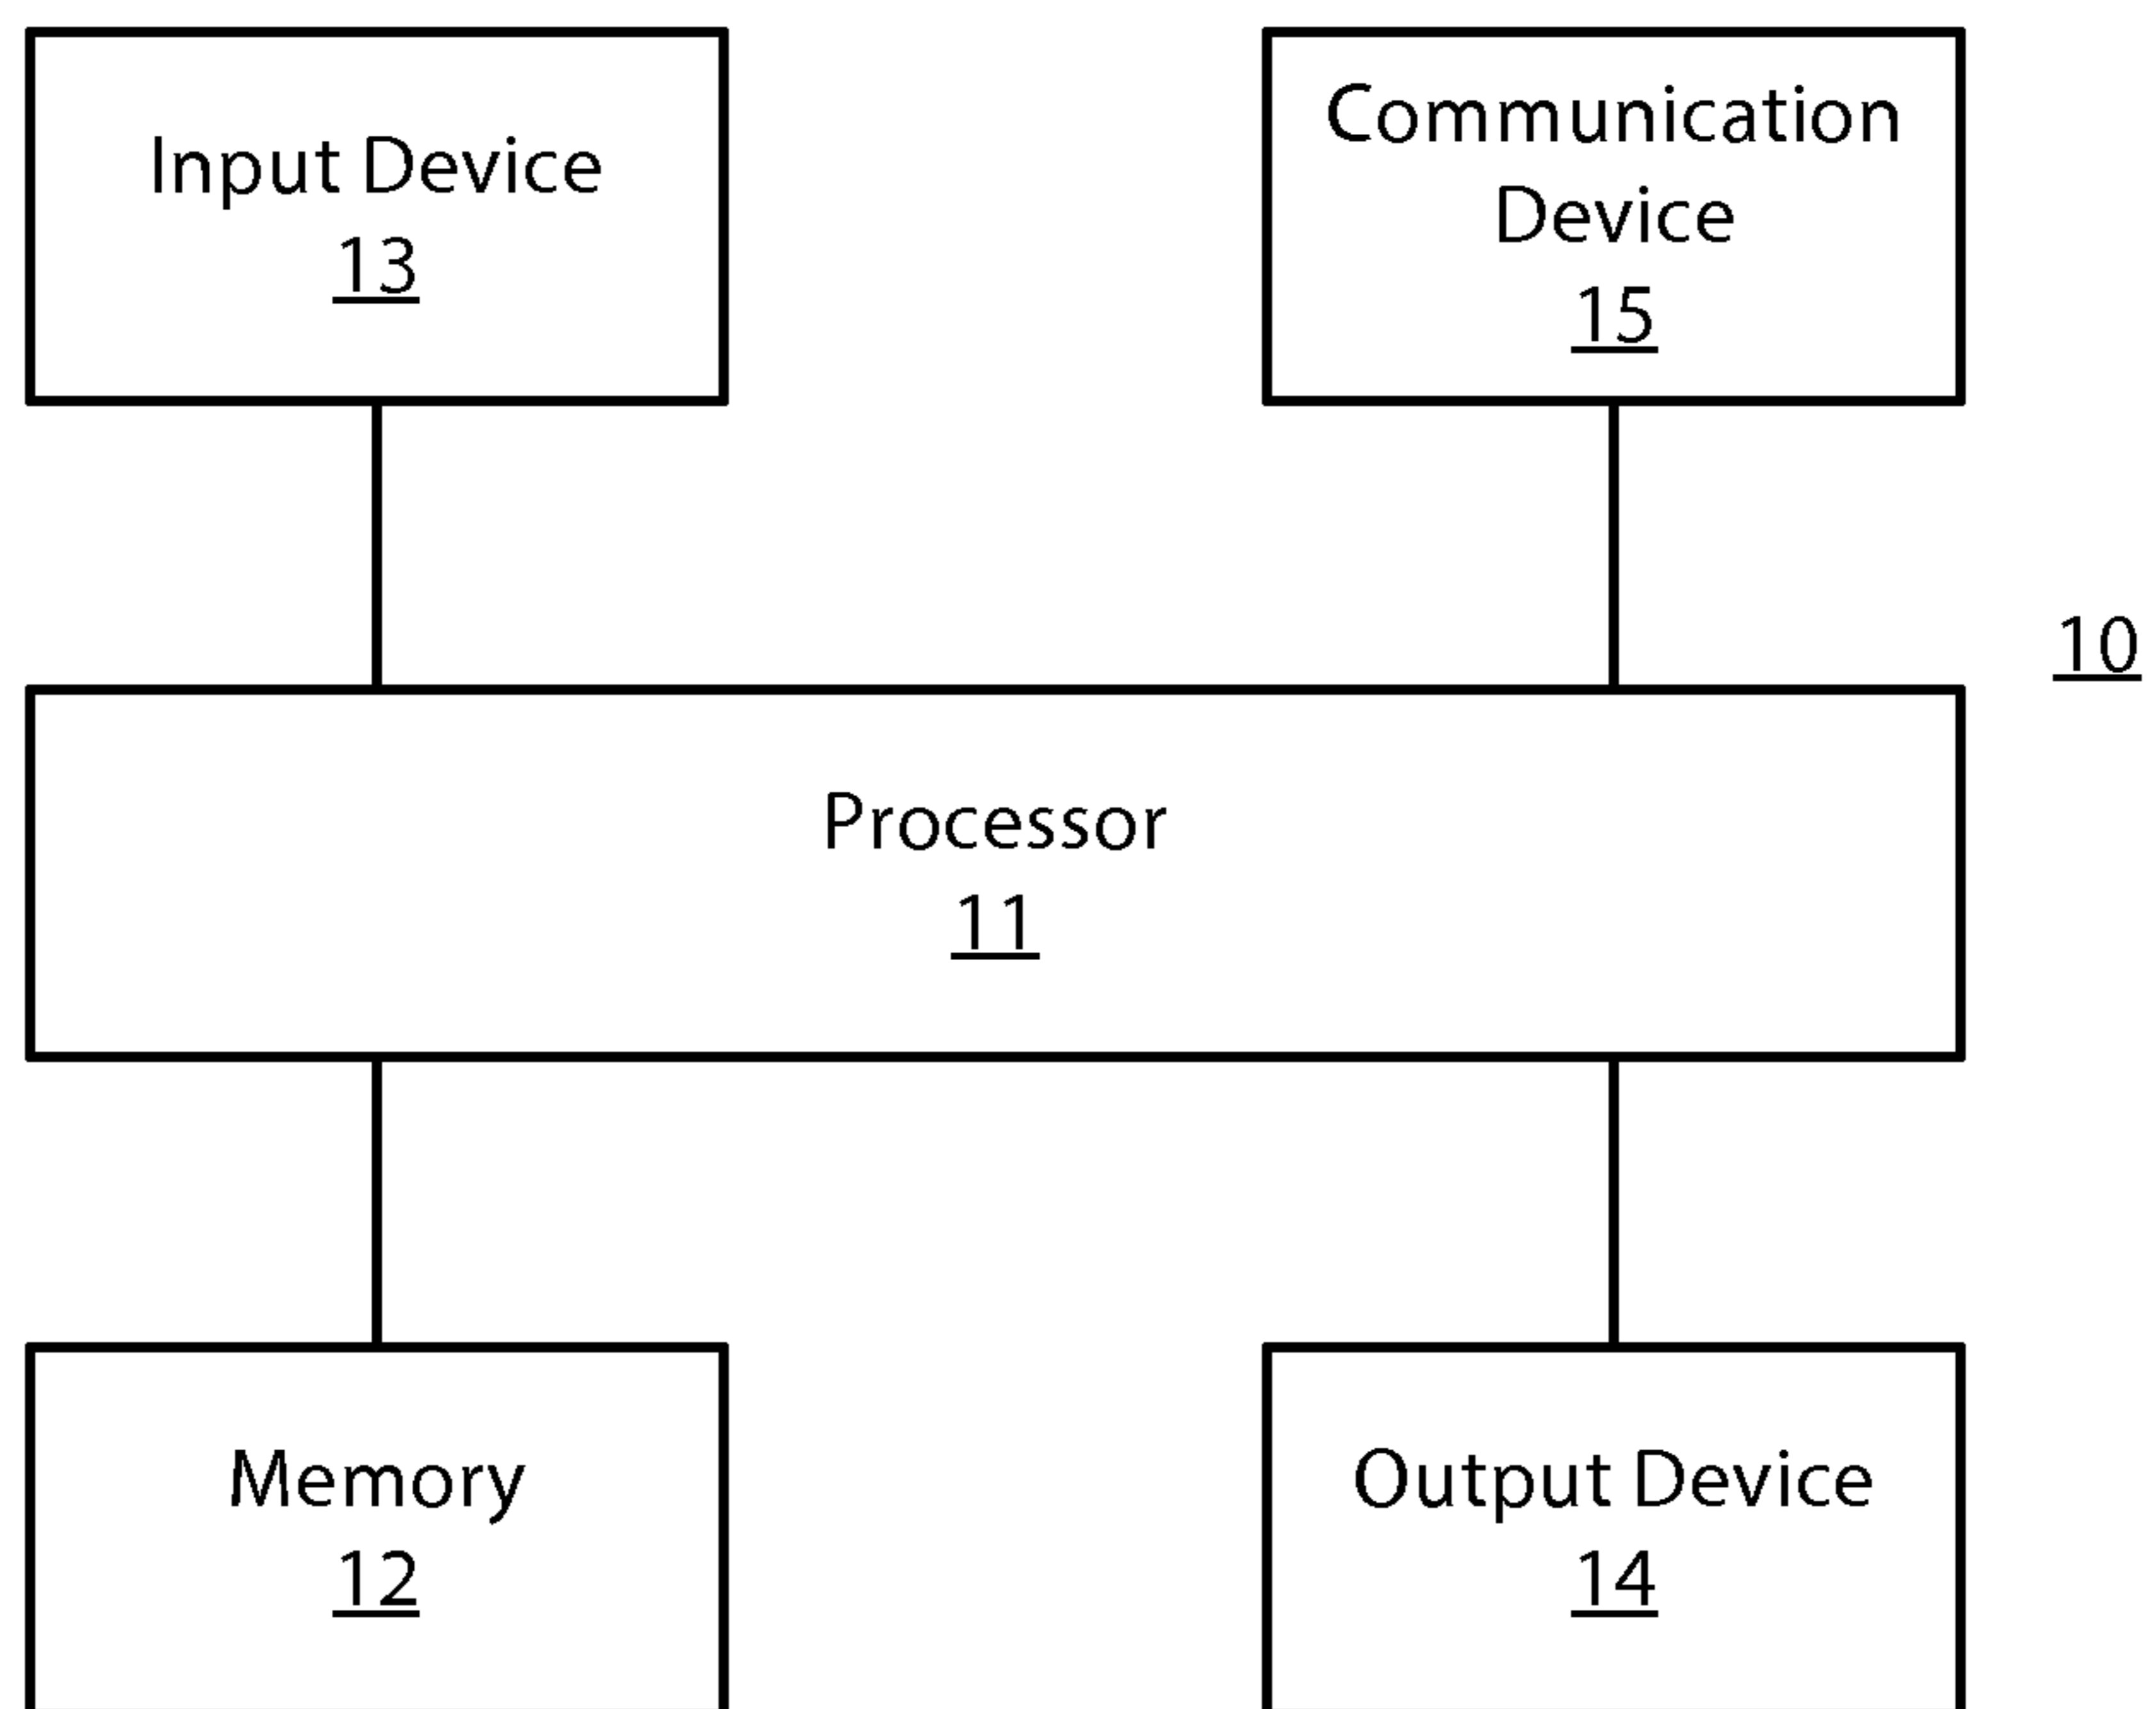 Input Device
13
Communication
Device
15
10
Processor
11
Memory
12
Output Device
14